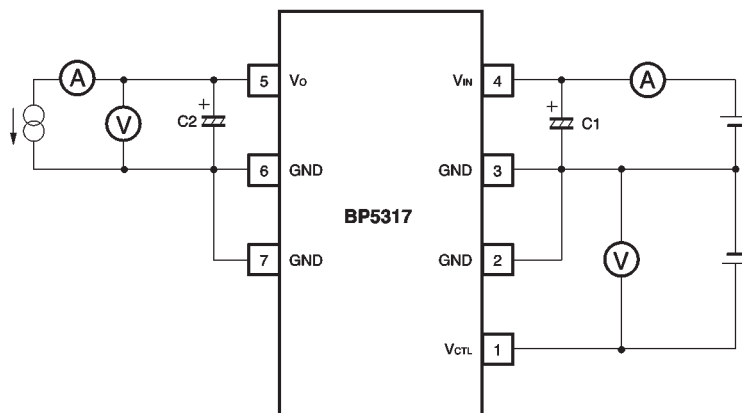 A
5
Vo
VIN
4
A
+
C2
V
+
C1
6
GND
GND
3
BP5317
7
GND
GND
2
V
VCTL
1